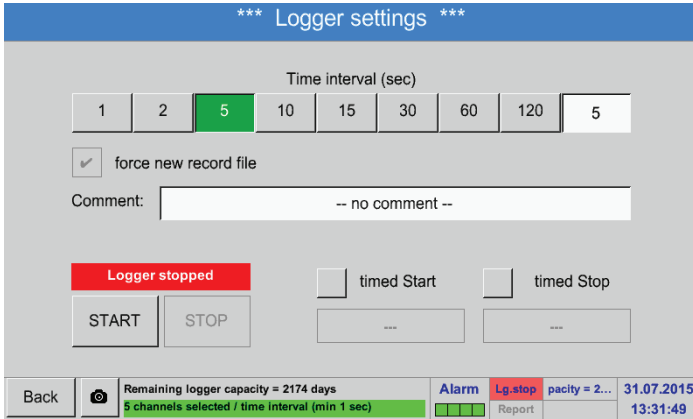 *** Logger settings ***
Time interval (sec)
1 2 5 10 15 30 60 120 5
✔ force new record file
Comment: -- no comment --
Logger stopped
timed Start timed Stop
START STOP --- ---
Back
Remaining logger capacity = 2174 days
5 channels selected / time interval (min 1 sec)
Alarm
Lg.stop
Report
pacity = 2...
31.07.2015
13:31:49